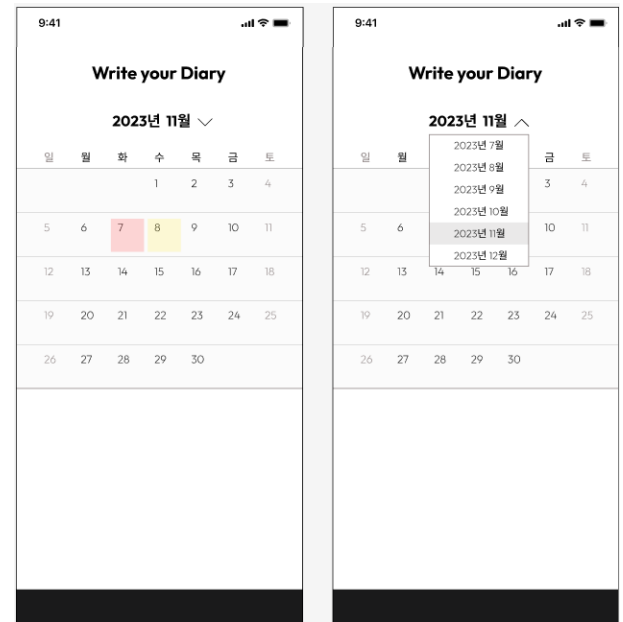 9:41
Write your Diary
2023년 11월
일 월 화 수 목 금 토
1 2 3 4
5 6 7 8 9 10 11
12 13 14 15 16 17 18
19 20 21 22 23 24 25
26 27 28 29 30
9:41
Write your Diary
2023년 11월
2023년 7월
2023년 8월
2023년 9월
2023년 10월
2023년 11월
2023년 12월
일 월 금 토
3 4
5 6 10 11
12 13 14 15 16 17 18
19 20 21 22 23 24 25
26 27 28 29 30